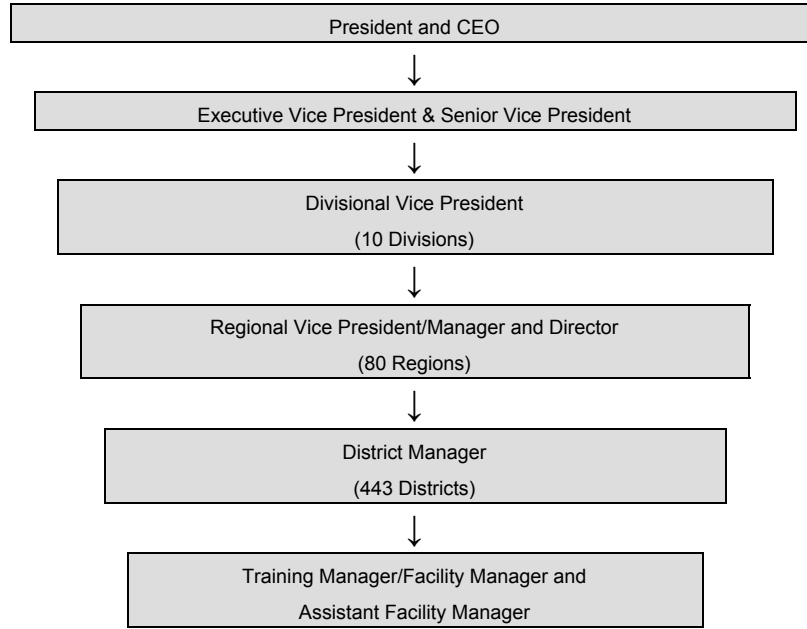 President and CEO
↓
Executive Vice President & Senior Vice President
↓
Divisional Vice President
(10 Divisions)
↓
Regional Vice President/Manager and Director
(80 Regions)
↓
District Manager
(443 Districts)
↓
Training Manager/Facility Manager and
Assistant Facility Manager